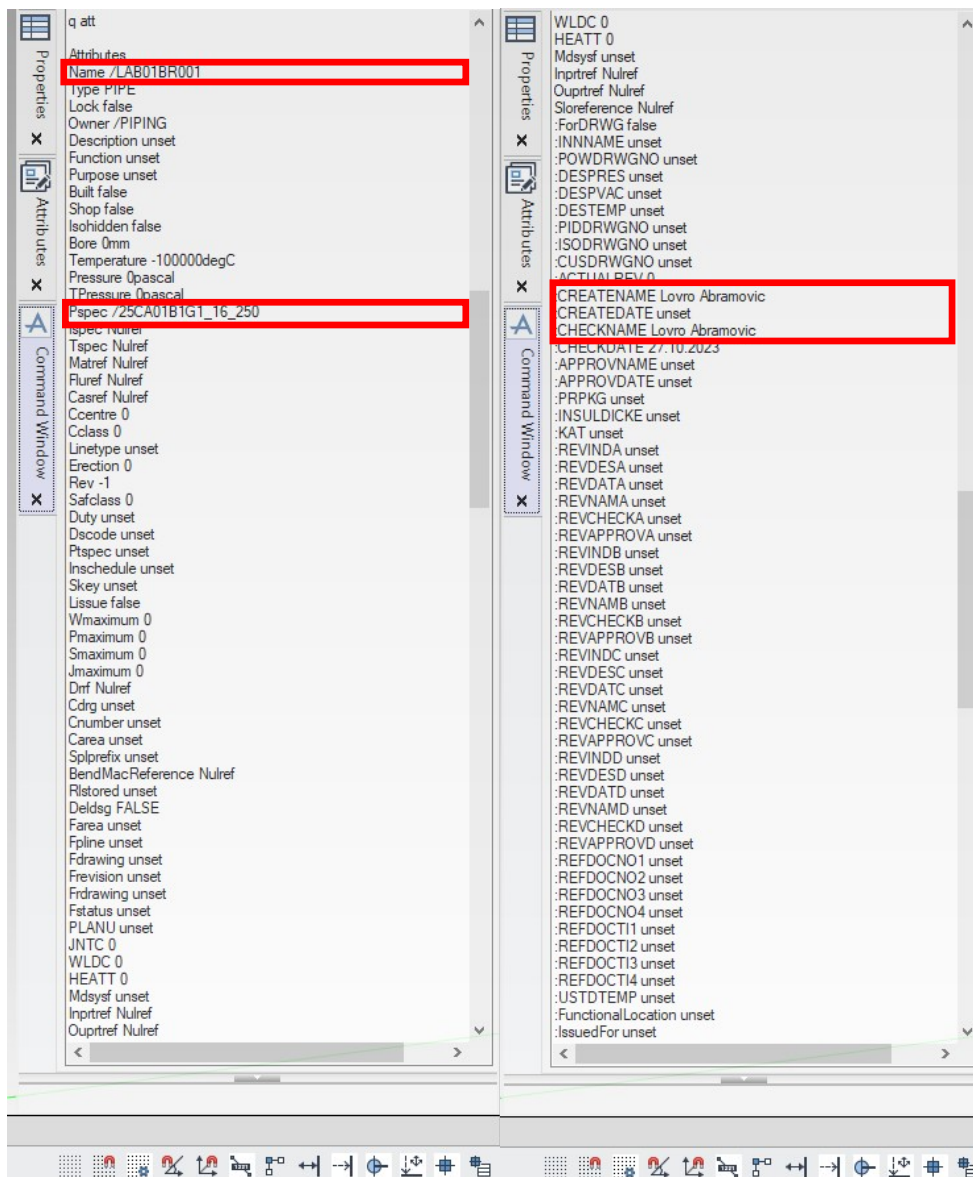 Properties
Attributes
Command Window
q att
Attributes
Name /LAB01BR001
Type PIPE
Lock false
Owner /PIPING
Description unset
Function unset
Purpose unset
Built false
Shop false
Isohidden false
Bore 0mm
Temperature -100000degC
Pressure 0pascal
TPressure 0pascal
Pspec /25CA01B1G1_16_250
Ispec Nulref
Tspec Nulref
Matref Nulref
Fluref Nulref
Casref Nulref
Ccentre 0
Cclass 0
Linetype unset
Erection 0
Rev -1
Safclass 0
Duty unset
Dscode unset
Ptspec unset
Inschedule unset
Skey unset
Lissue false
Wmaximum 0
Pmaximum 0
Smaximum 0
Jmaximum 0
Drrf Nulref
Cdrg unset
Cnumber unset
Carea unset
Splprefix unset
BendMacReference Nulref
Rlstored unset
Deldsg FALSE
Farea unset
Fpline unset
Fdrawing unset
Frevision unset
Frdrawing unset
Fstatus unset
PLANU unset
JNTC 0
WLDC 0
HEATT 0
Mdsysf unset
Inprtref Nulref
Ouprtref Nulref
Properties
Attributes
Command Window
WLDC 0
HEATT 0
Mdsysf unset
Inprtref Nulref
Ouprtref Nulref
Sloreference Nulref
:ForDRWG false
:INNNAME unset
:POWDRWGNO unset
:DESPRES unset
:DESPVAC unset
:DESTEMP unset
:PIDDRWGNO unset
:ISODRWGNO unset
:CUSDRWGNO unset
:ACTUALREV 0
:CREATENAME Lovro Abramovic
:CREATEDATE unset
:CHECKNAME Lovro Abramovic
:CHECKDATE 27.10.2023
:APPROVNAME unset
:APPROVDATE unset
:PRPKG unset
:INSULDICKE unset
:KAT unset
:REVINDA unset
:REVDESA unset
:REVDATA unset
:REVNAMA unset
:REVCHECKA unset
:REVAPPROVA unset
:REVINDB unset
:REVDESB unset
:REVDATB unset
:REVNAMB unset
:REVCHECKB unset
:REVAPPROVB unset
:REVINDC unset
:REVDESC unset
:REVDATC unset
:REVNAMC unset
:REVCHECKC unset
:REVAPPROVC unset
:REVINDD unset
:REVDESD unset
:REVDATD unset
:REVNAMD unset
:REVCHECKD unset
:REVAPPROVD unset
:REFDOCNO1 unset
:REFDOCNO2 unset
:REFDOCNO3 unset
:REFDOCNO4 unset
:REFDOCTI1 unset
:REFDOCTI2 unset
:REFDOCTI3 unset
:REFDOCTI4 unset
:USTDTEMP unset
:FunctionalLocation unset
:IssuedFor unset